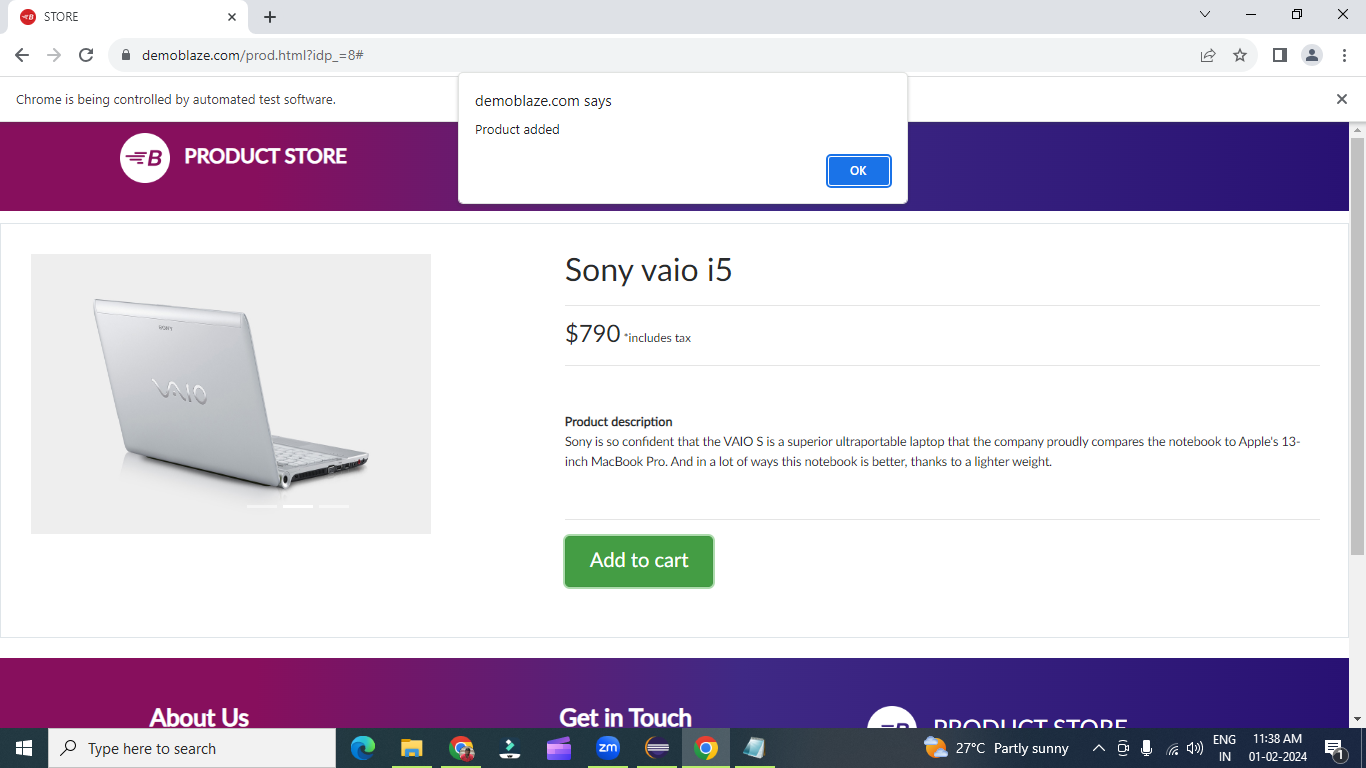 STORE
demoblaze.com/prod.html?idp_=8#
Chrome is being controlled by automated test software.
demoblaze.com says
Product added
OK
B PRODUCT STORE
SONY
VAIO
Sony vaio i5
$790 *includes tax
Product description
Sony is so confident that the VAIO S is a superior ultraportable laptop that the company proudly compares the notebook to Apple's 13-
inch MacBook Pro. And in a lot of ways this notebook is better, thanks to a lighter weight.
Add to cart
About Us
Get in Touch
B PRODUCT STORE
Type here to search
zm
27°C Partly sunny
ENG
IN
11:38 AM
01-02-2024
1